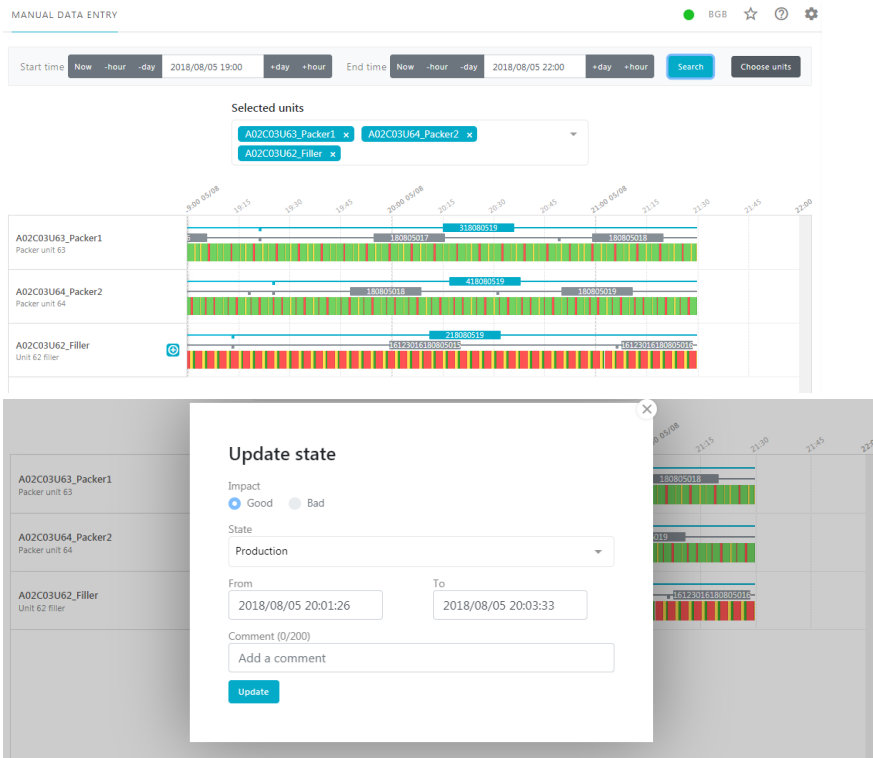 MANUAL DATA ENTRY BGB
Start time Now -hour -day 2018/08/05 19:00 +day +hour End time Now -hour -day 2018/08/05 22:00 +day +hour Search Choose units
Selected units
A02C03U63_Packer1 × A02C03U64_Packer2 ×
A02C03U62_Filler ×
9:00 05/08 19:15 19:30 19:45 20:00 05/08 20:15 20:30 20:45 21:00 05/08 21:15 21:30 21:45 22:00
318080519
A02C03U63_Packer1 180805017 180805018
Packer unit 63
418080519
A02C03U64_Packer2 180805018 180805019
Packer unit 64
218080519
A02C03U62_Filler 16123016180805015 16123016180805016
Unit 62 filler
Update state
Impact
Good Bad
State
Production
From To
2018/08/05 20:01:26 2018/08/05 20:03:33
Comment (0/200)
Add a comment
Update
00 05/08 21:15 21:30 21:45 22:
A02C03U63_Packer1 180805018
Packer unit 63
A02C03U64_Packer2 019
Packer unit 64
A02C03U62_Filler 16123016180805016
Unit 62 filler